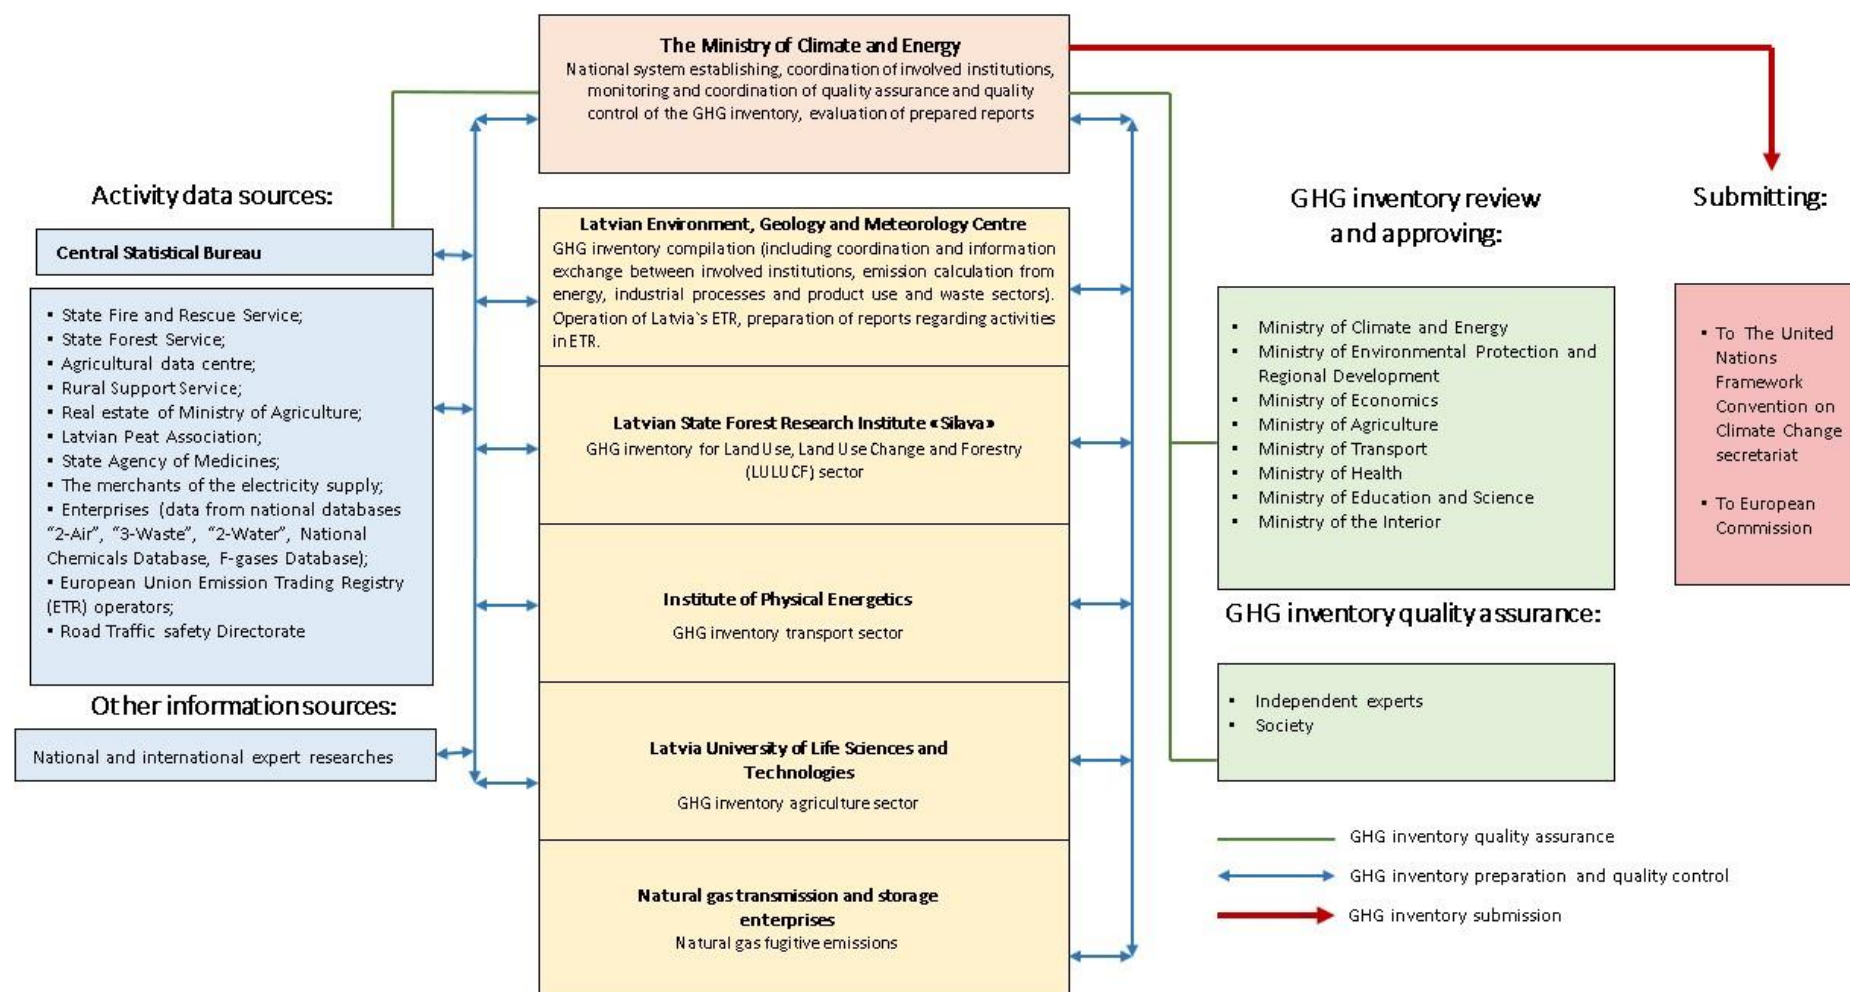 The Ministry of Climate and Energy
National system establishing, coordination of involved institutions,
monitoring and coordination of quality assurance and quality
control of the GHG inventory, evaluation of prepared reports
Activity data sources:
Central Statistical Bureau
▪ State Fire and Rescue Service;
▪ State Forest Service;
▪ Agricultural data centre;
▪ Rural Support Service;
▪ Real estate of Ministry of Agriculture;
▪ Latvian Peat Association;
▪ State Agency of Medicines;
▪ The merchants of the electricity supply;
▪ Enterprises (data from national databases
“2-Air”, “3-Waste”, “2-Water”, National
Chemicals Database, F-gases Database);
▪ European Union Emission Trading Registry
(ETR) operators;
▪ Road Traffic safety Directorate
Other information sources:
National and international expert researches
Latvian Environment, Geology and Meteorology Centre
GHG inventory compilation (including coordination and information
exchange between involved institutions, emission calculation from
energy, industrial processes and product use and waste sectors).
Operation of Latvia`s ETR, preparation of reports regarding activities
in ETR.
Latvian State Forest Research Institute «Silava»
GHG inventory for Land Use, Land Use Change and Forestry
(LULUCF) sector
Institute of Physical Energetics
GHG inventory transport sector
Latvia University of Life Sciences and
Technologies
GHG inventory agriculture sector
Natural gas transmission and storage
enterprises
Natural gas fugitive emissions
GHG inventory review
and approving:
▪ Ministry of Climate and Energy
▪ Ministry of Environmental Protection and
Regional Development
▪ Ministry of Economics
▪ Ministry of Agriculture
▪ Ministry of Transport
▪ Ministry of Health
▪ Ministry of Education and Science
▪ Ministry of the Interior
GHG inventory quality assurance:
▪ Independent experts
▪ Society
Submitting:
▪ To The United
Nations
Framework
Convention on
Climate Change
secretariat
▪ To European
Commission
GHG inventory quality assurance
GHG inventory preparation and quality control
GHG inventory submission